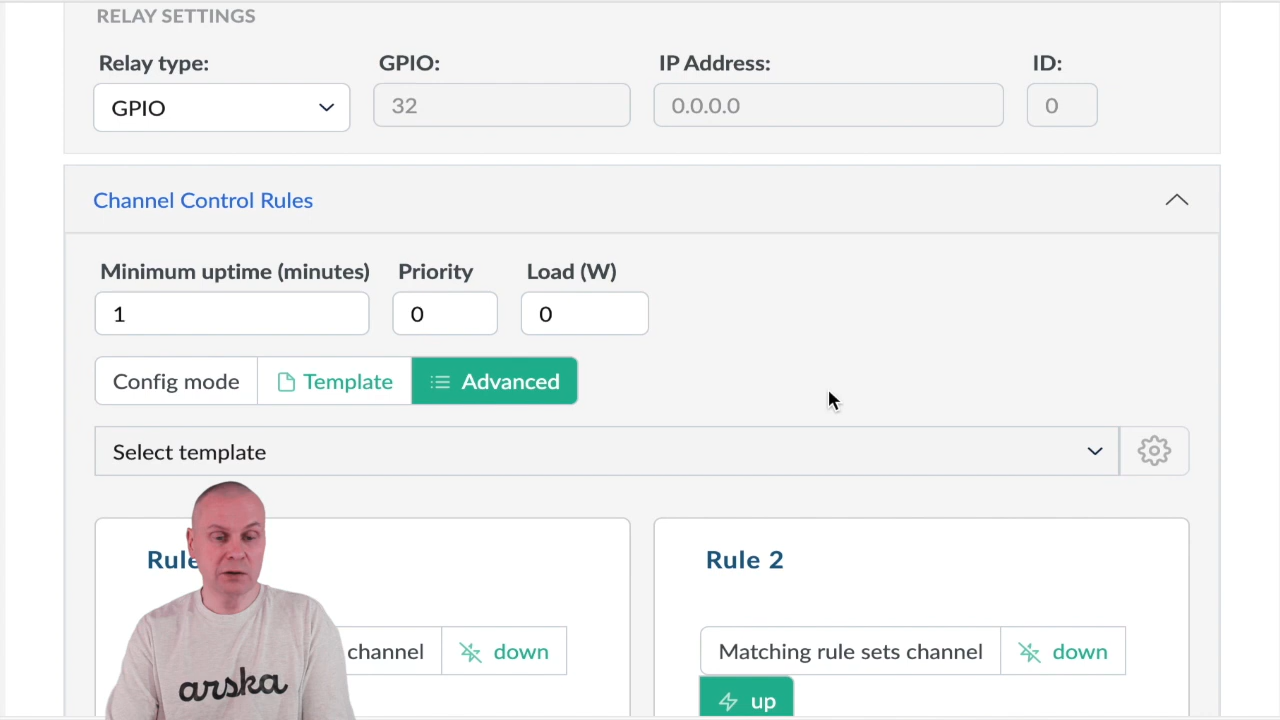 RELAY SETTINGS
Relay type: GPIO: IP Address: ID:
GPIO 32 0.0.0.0 0
Channel Control Rules
Minimum uptime (minutes) Priority Load (W)
1 0 0
Config mode Template Advanced
Select template
Rule 2
channel down Matching rule sets channel down
up
arska